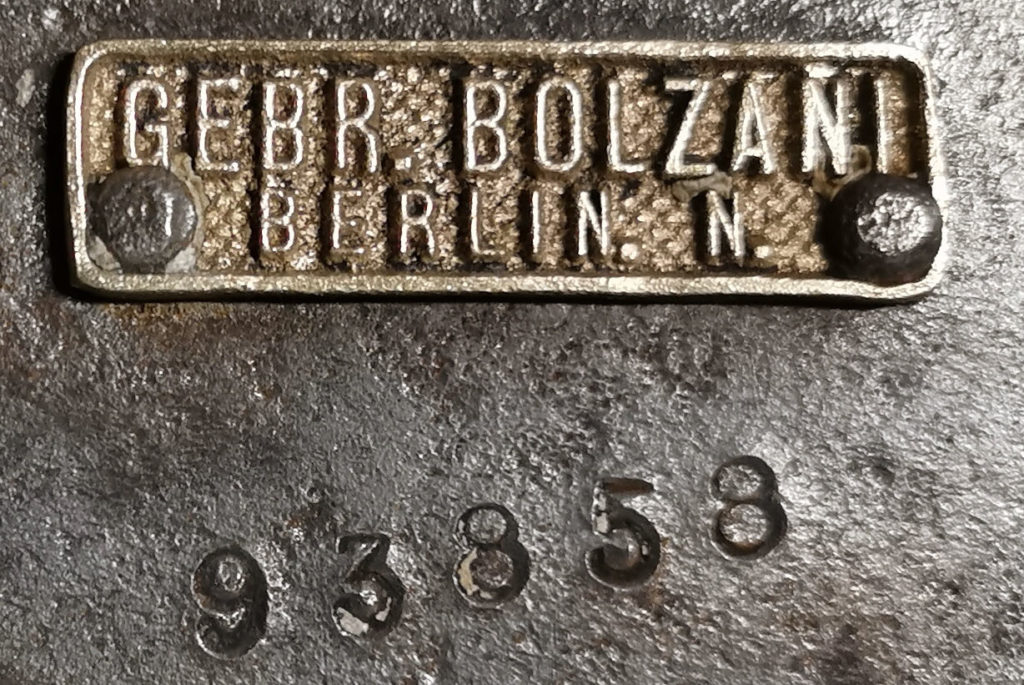 GEBR. BOLZANI
BERLIN. N.
93858